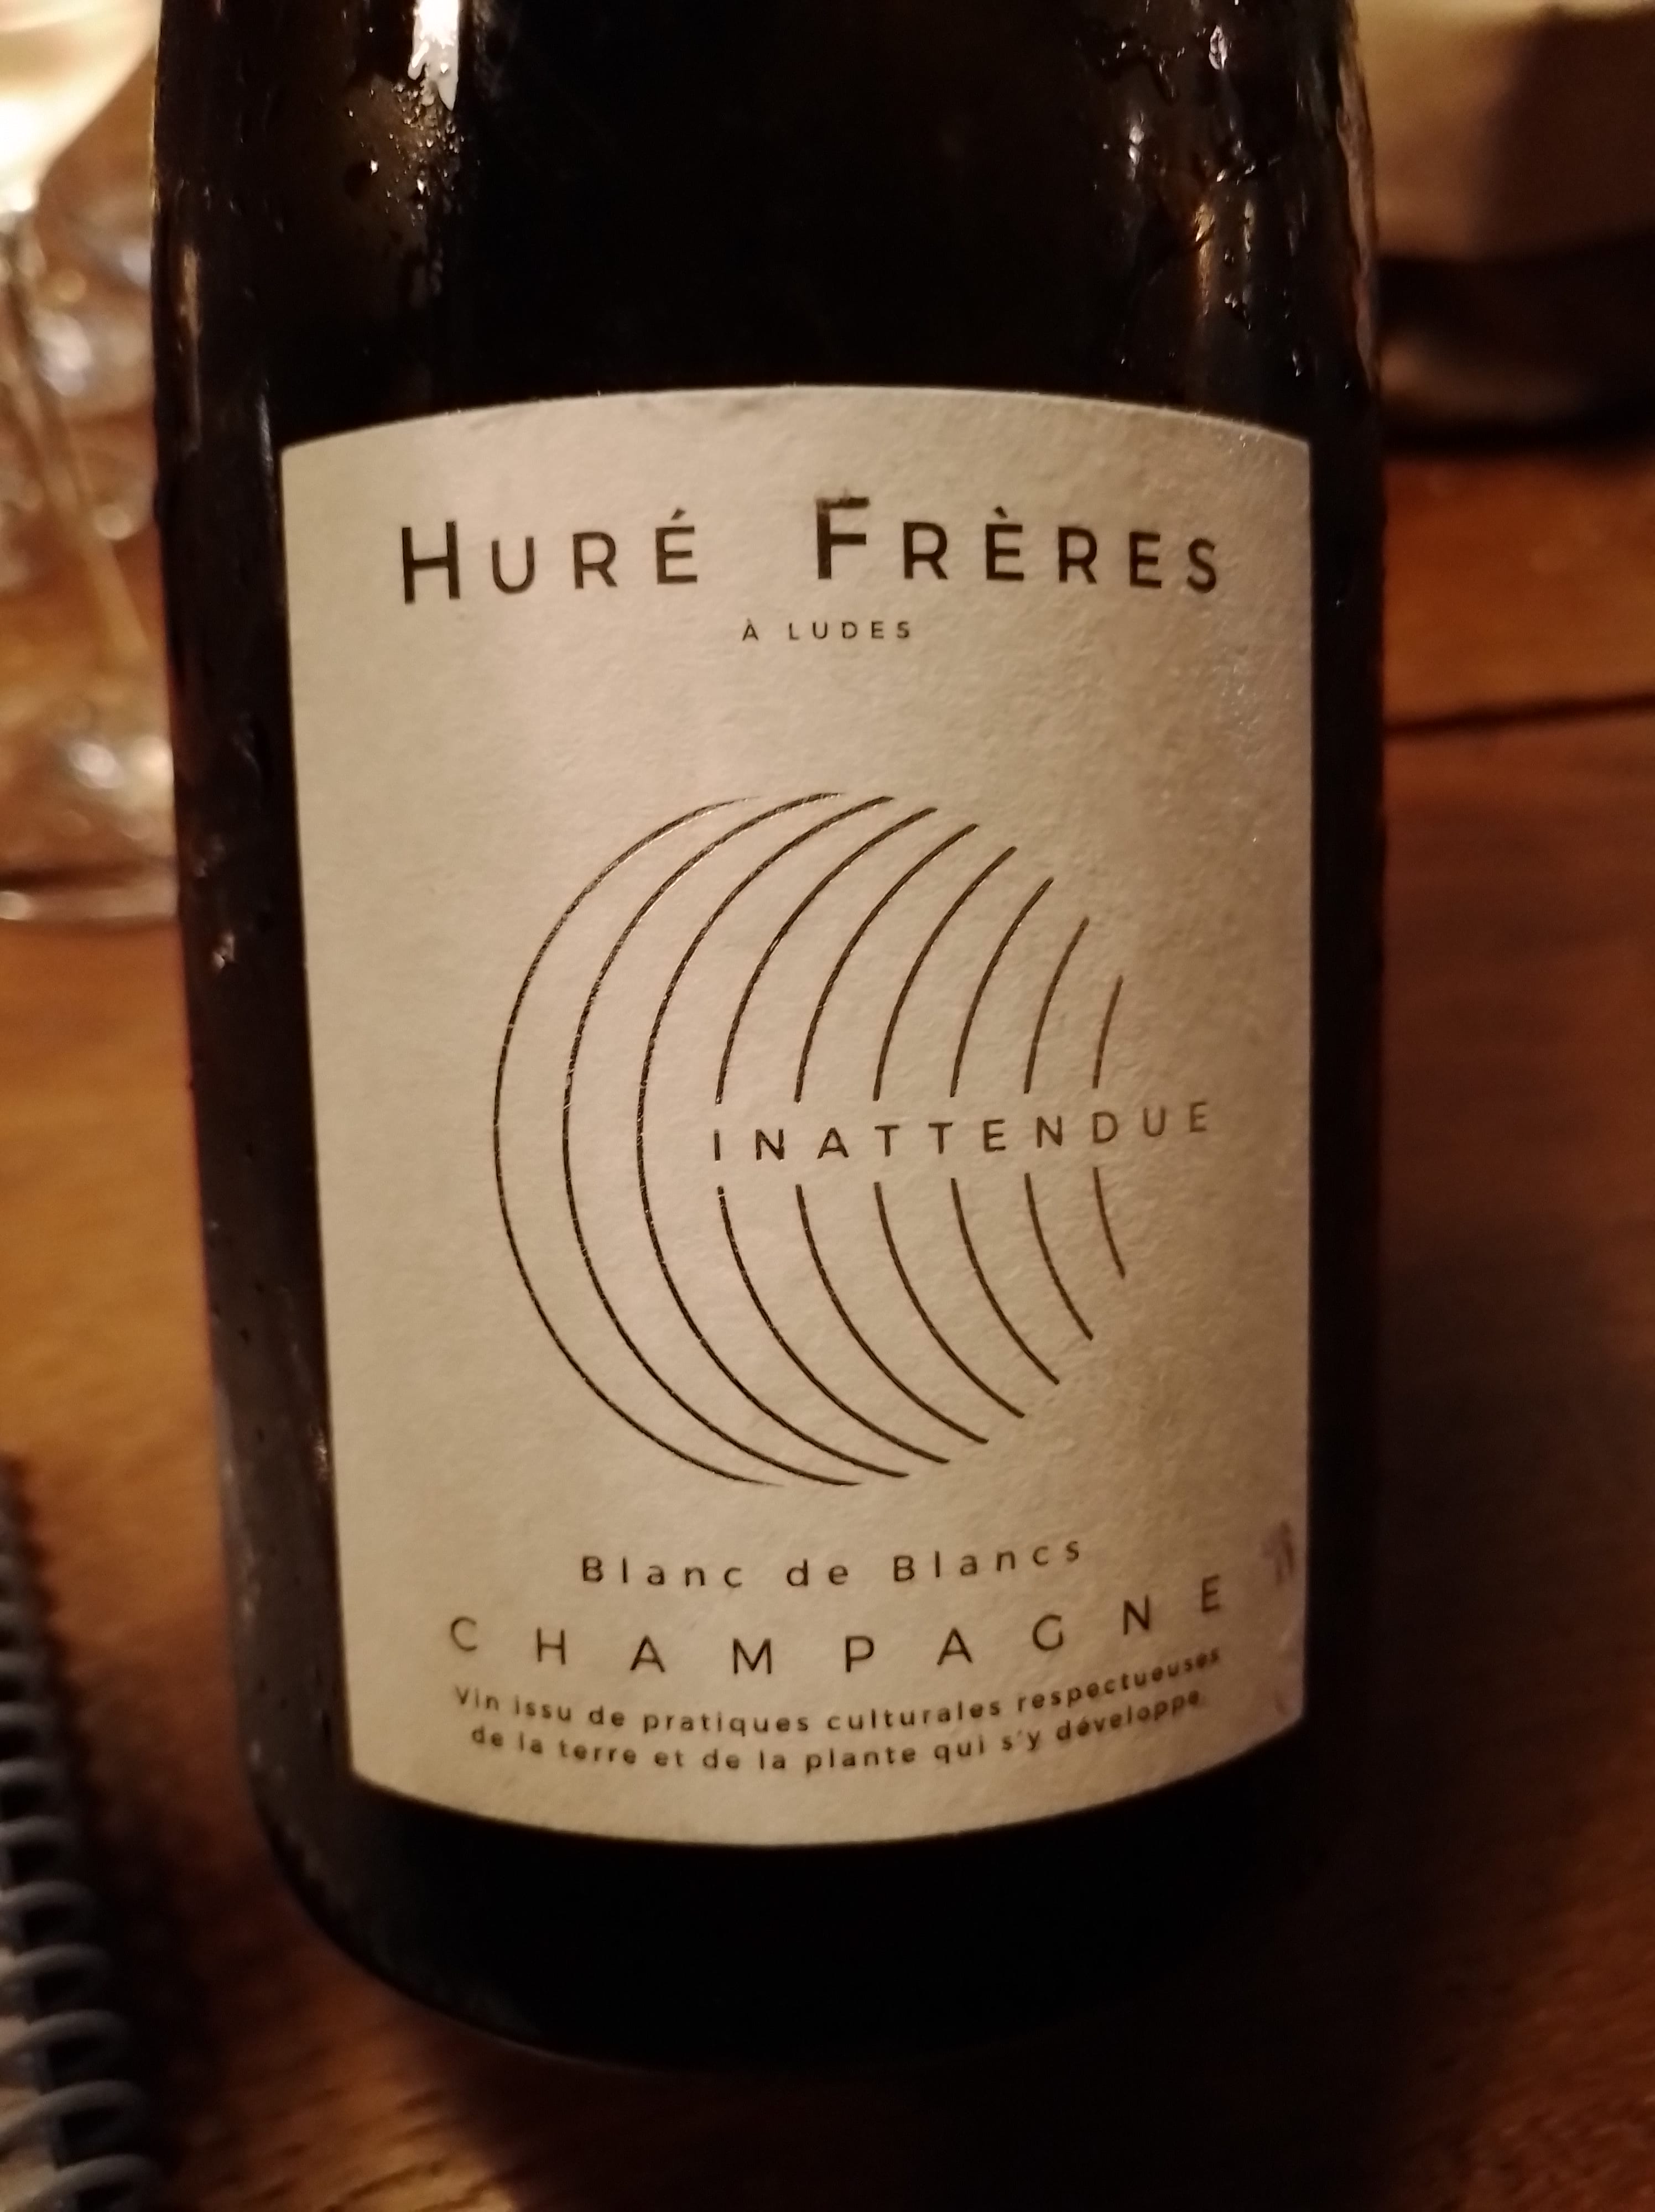 HURÉ FRÈRES
À LUDES
INATTENDUE
Blanc de Blancs
CHAMPAGNE
Vin issu de pratiques culturales respectueuses
de la terre et de la plante qui s'y développe